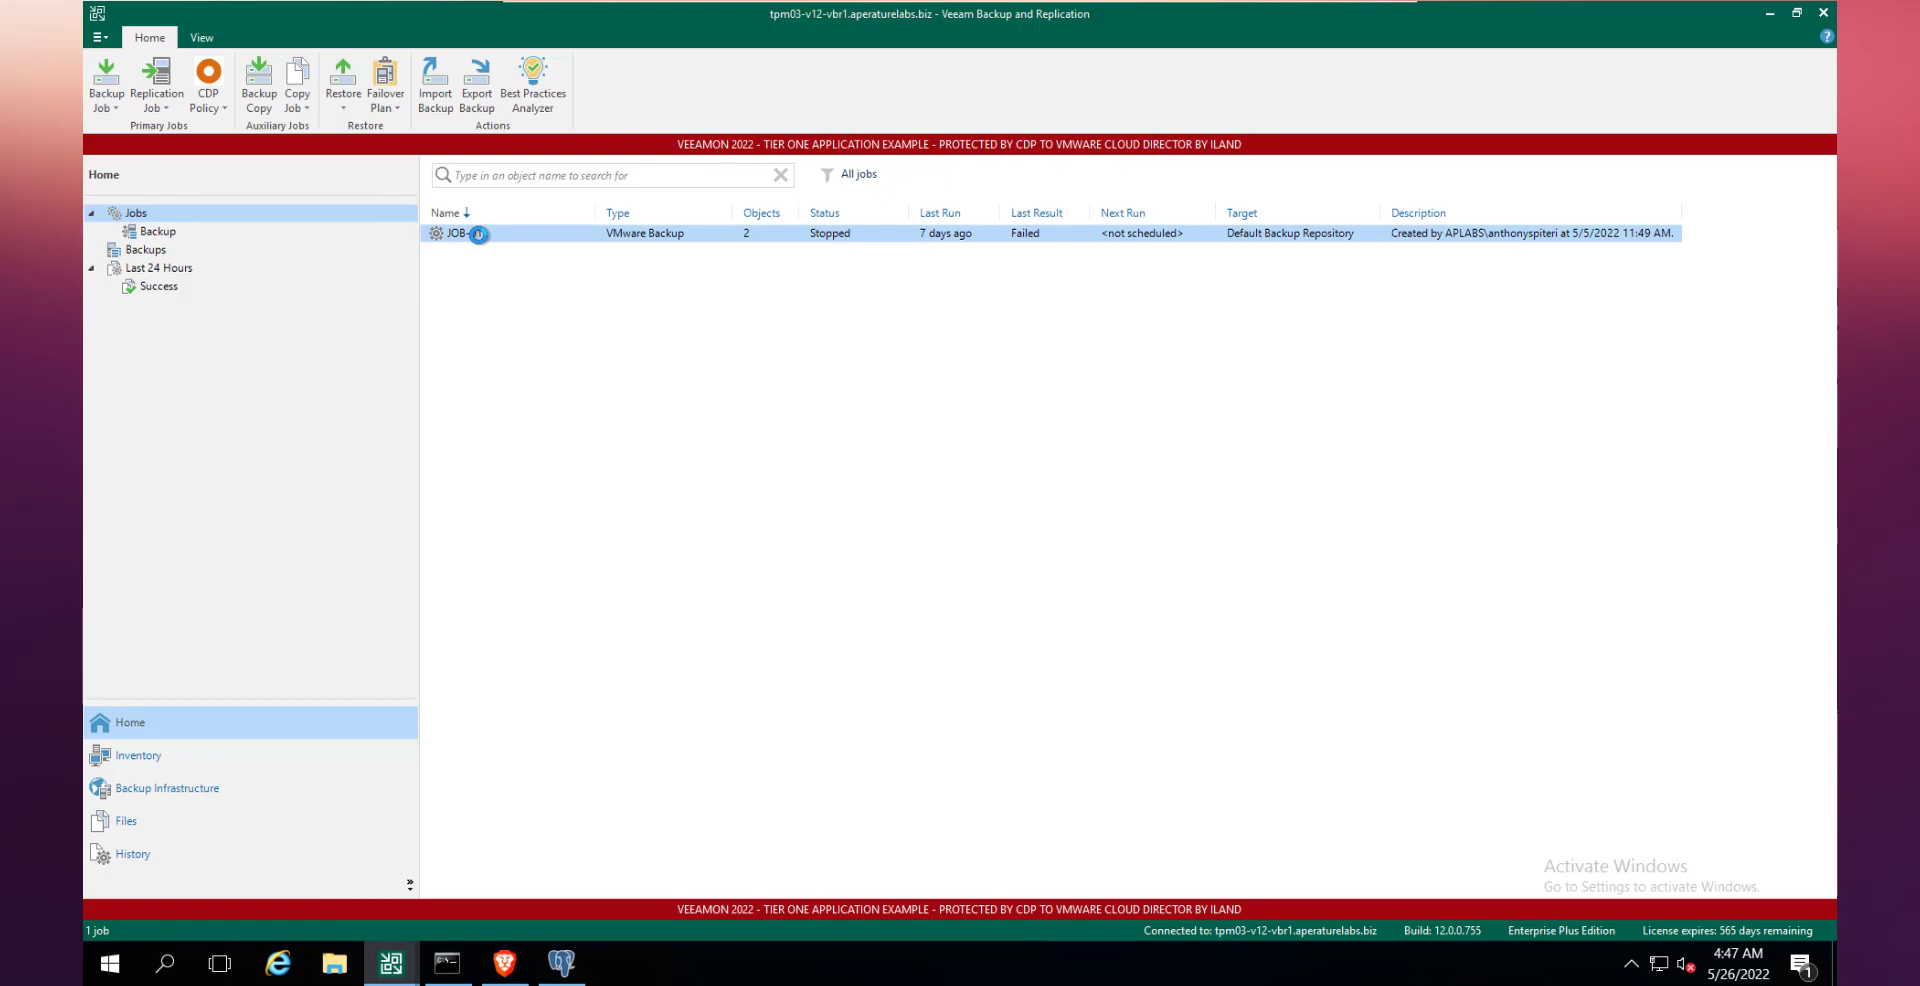 tpm03-v12-vbr1.aperaturelabs.biz - Veeam Backup and Replication
Home View
Backup Job
Replication Job
CDP Policy
Primary Jobs
Backup Copy
Copy Job
Auxiliary Jobs
Restore
Failover Plan
Restore
Import Backup
Export Backup
Best Practices Analyzer
Actions
VEEAMON 2022 - TIER ONE APPLICATION EXAMPLE - PROTECTED BY CDP TO VMWARE CLOUD DIRECTOR BY ILAND
Home
Jobs
Backup
Backups
Last 24 Hours
Success
Type in an object name to search for
All jobs
Name Type Objects Status Last Run Last Result Next Run Target Description
JOB- VMware Backup 2 Stopped 7 days ago Failed <not scheduled> Default Backup Repository Created by APLABS\anthonyspiteri at 5/5/2022 11:49 AM.
Home
Inventory
Backup Infrastructure
Files
History
Activate Windows
Go to Settings to activate Windows.
VEEAMON 2022 - TIER ONE APPLICATION EXAMPLE - PROTECTED BY CDP TO VMWARE CLOUD DIRECTOR BY ILAND
1 job Connected to: tpm03-v12-vbr1.aperaturelabs.biz Build: 12.0.0.755 Enterprise Plus Edition License expires: 565 days remaining
4:47 AM
5/26/2022
1